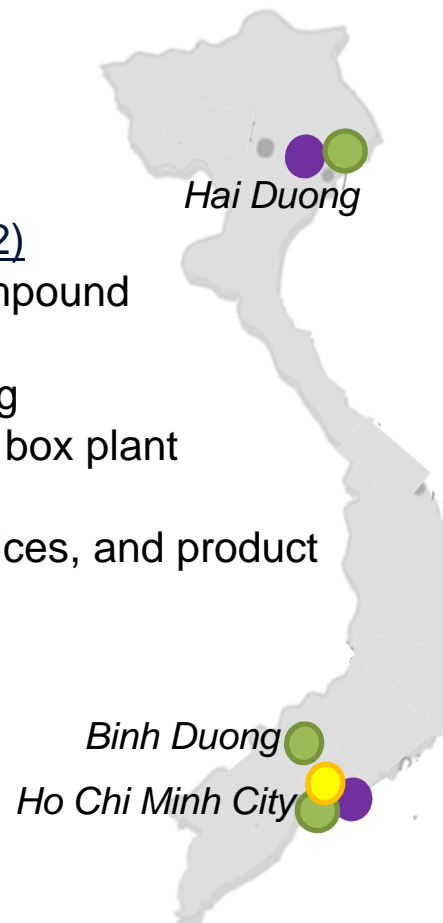 Hai Duong
2)
npound
g
box plant
ces, and product
Binh Duong
Ho Chi Minh City